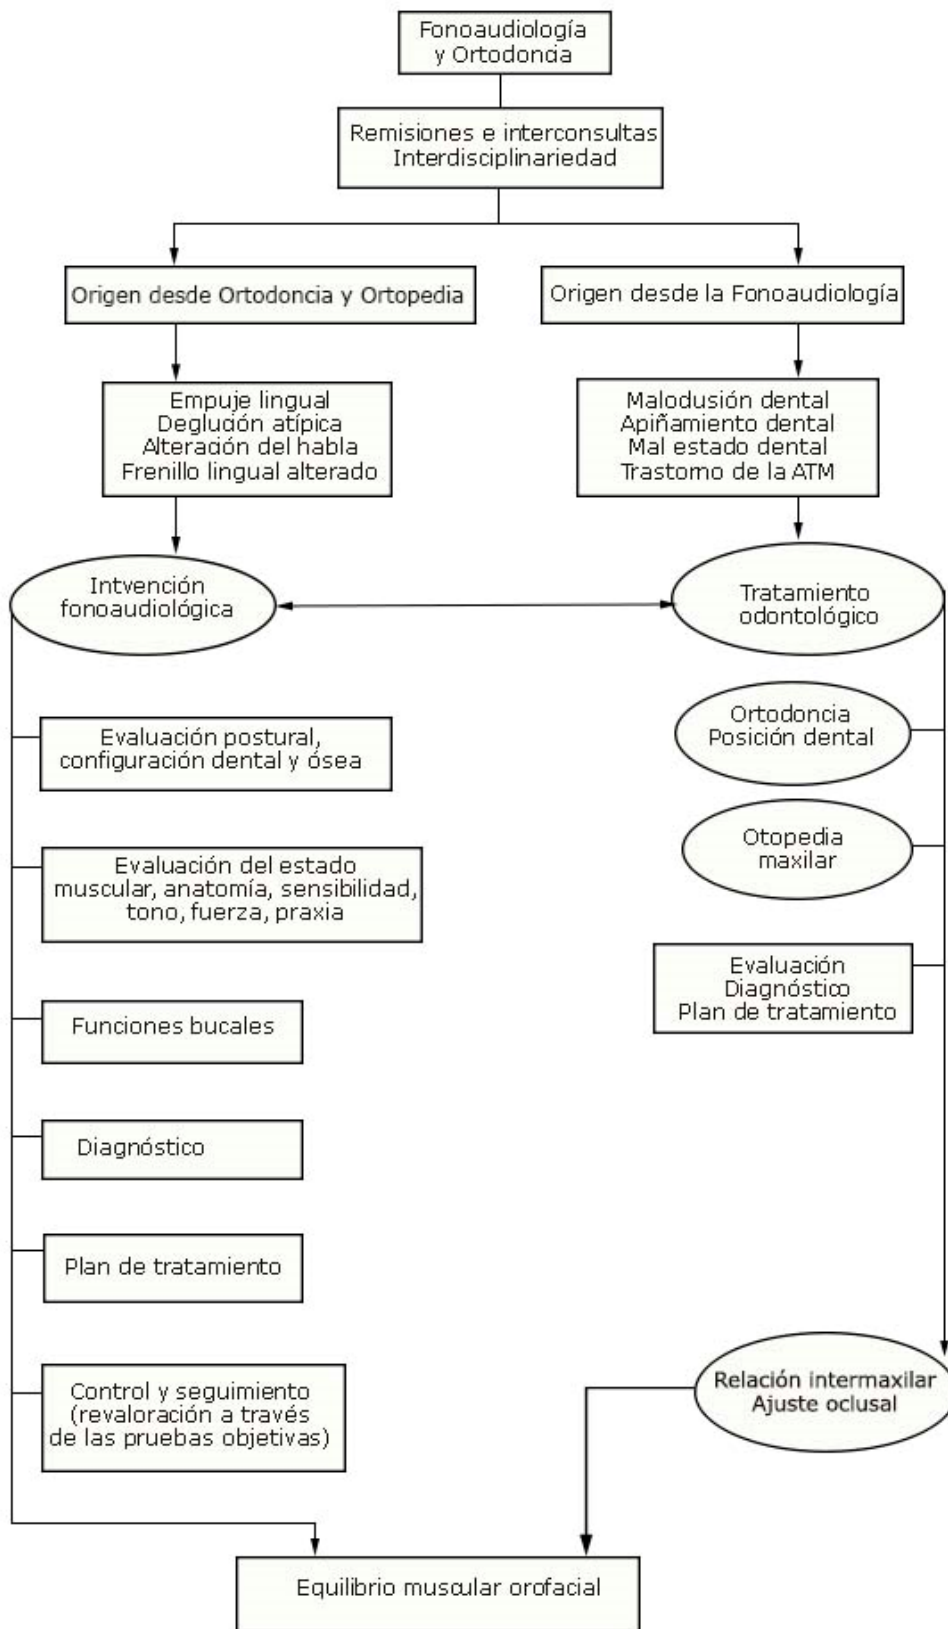 Fonoaudiología
y Ortodoncia
Remisiones e interconsultas
Interdisciplinariedad
Origen desde Ortodoncia y Ortopedia
Origen desde la Fonoaudiología
Empuje lingual
Deglución atípica
Alteración del habla
Frenillo lingual alterado
Malodusión dental
Apiñamiento dental
Mal estado dental
Trastorno de la ATM
Intvención
fonoaudiológica
Tratamiento
odontológico
Evaluación postural,
configuración dental y ósea
Ortodoncia
Posición dental
Evaluación del estado
muscular, anatomía, sensibilidad,
tono, fuerza, praxia
Otopedia
maxilar
Evaluación
Diagnóstico
Plan de tratamiento
Funciones bucales
Diagnóstico
Plan de tratamiento
Control y seguimiento
(revaloración a través
de las pruebas objetivas)
Relación intermaxilar
Ajuste oclusal
Equilibrio muscular orofacial